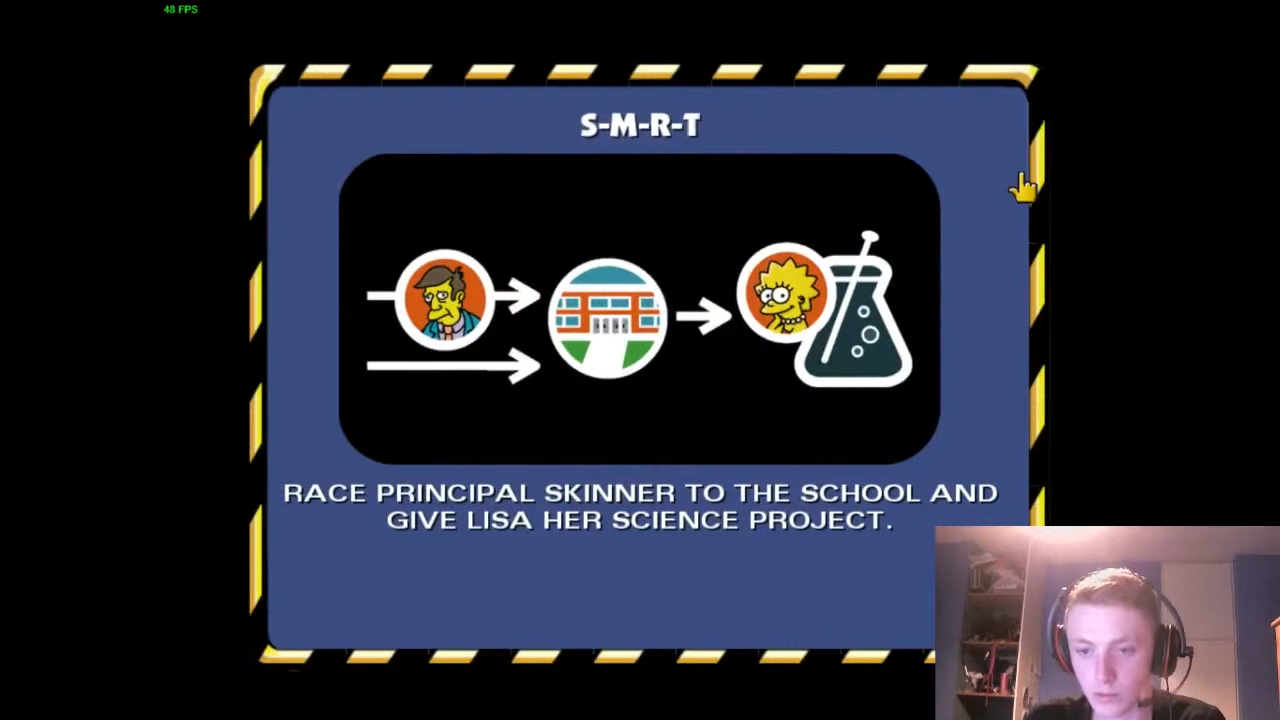 48 FPS
S-M-R-T
RACE PRINCIPAL SKINNER TO THE SCHOOL AND
GIVE LISA HER SCIENCE PROJECT.